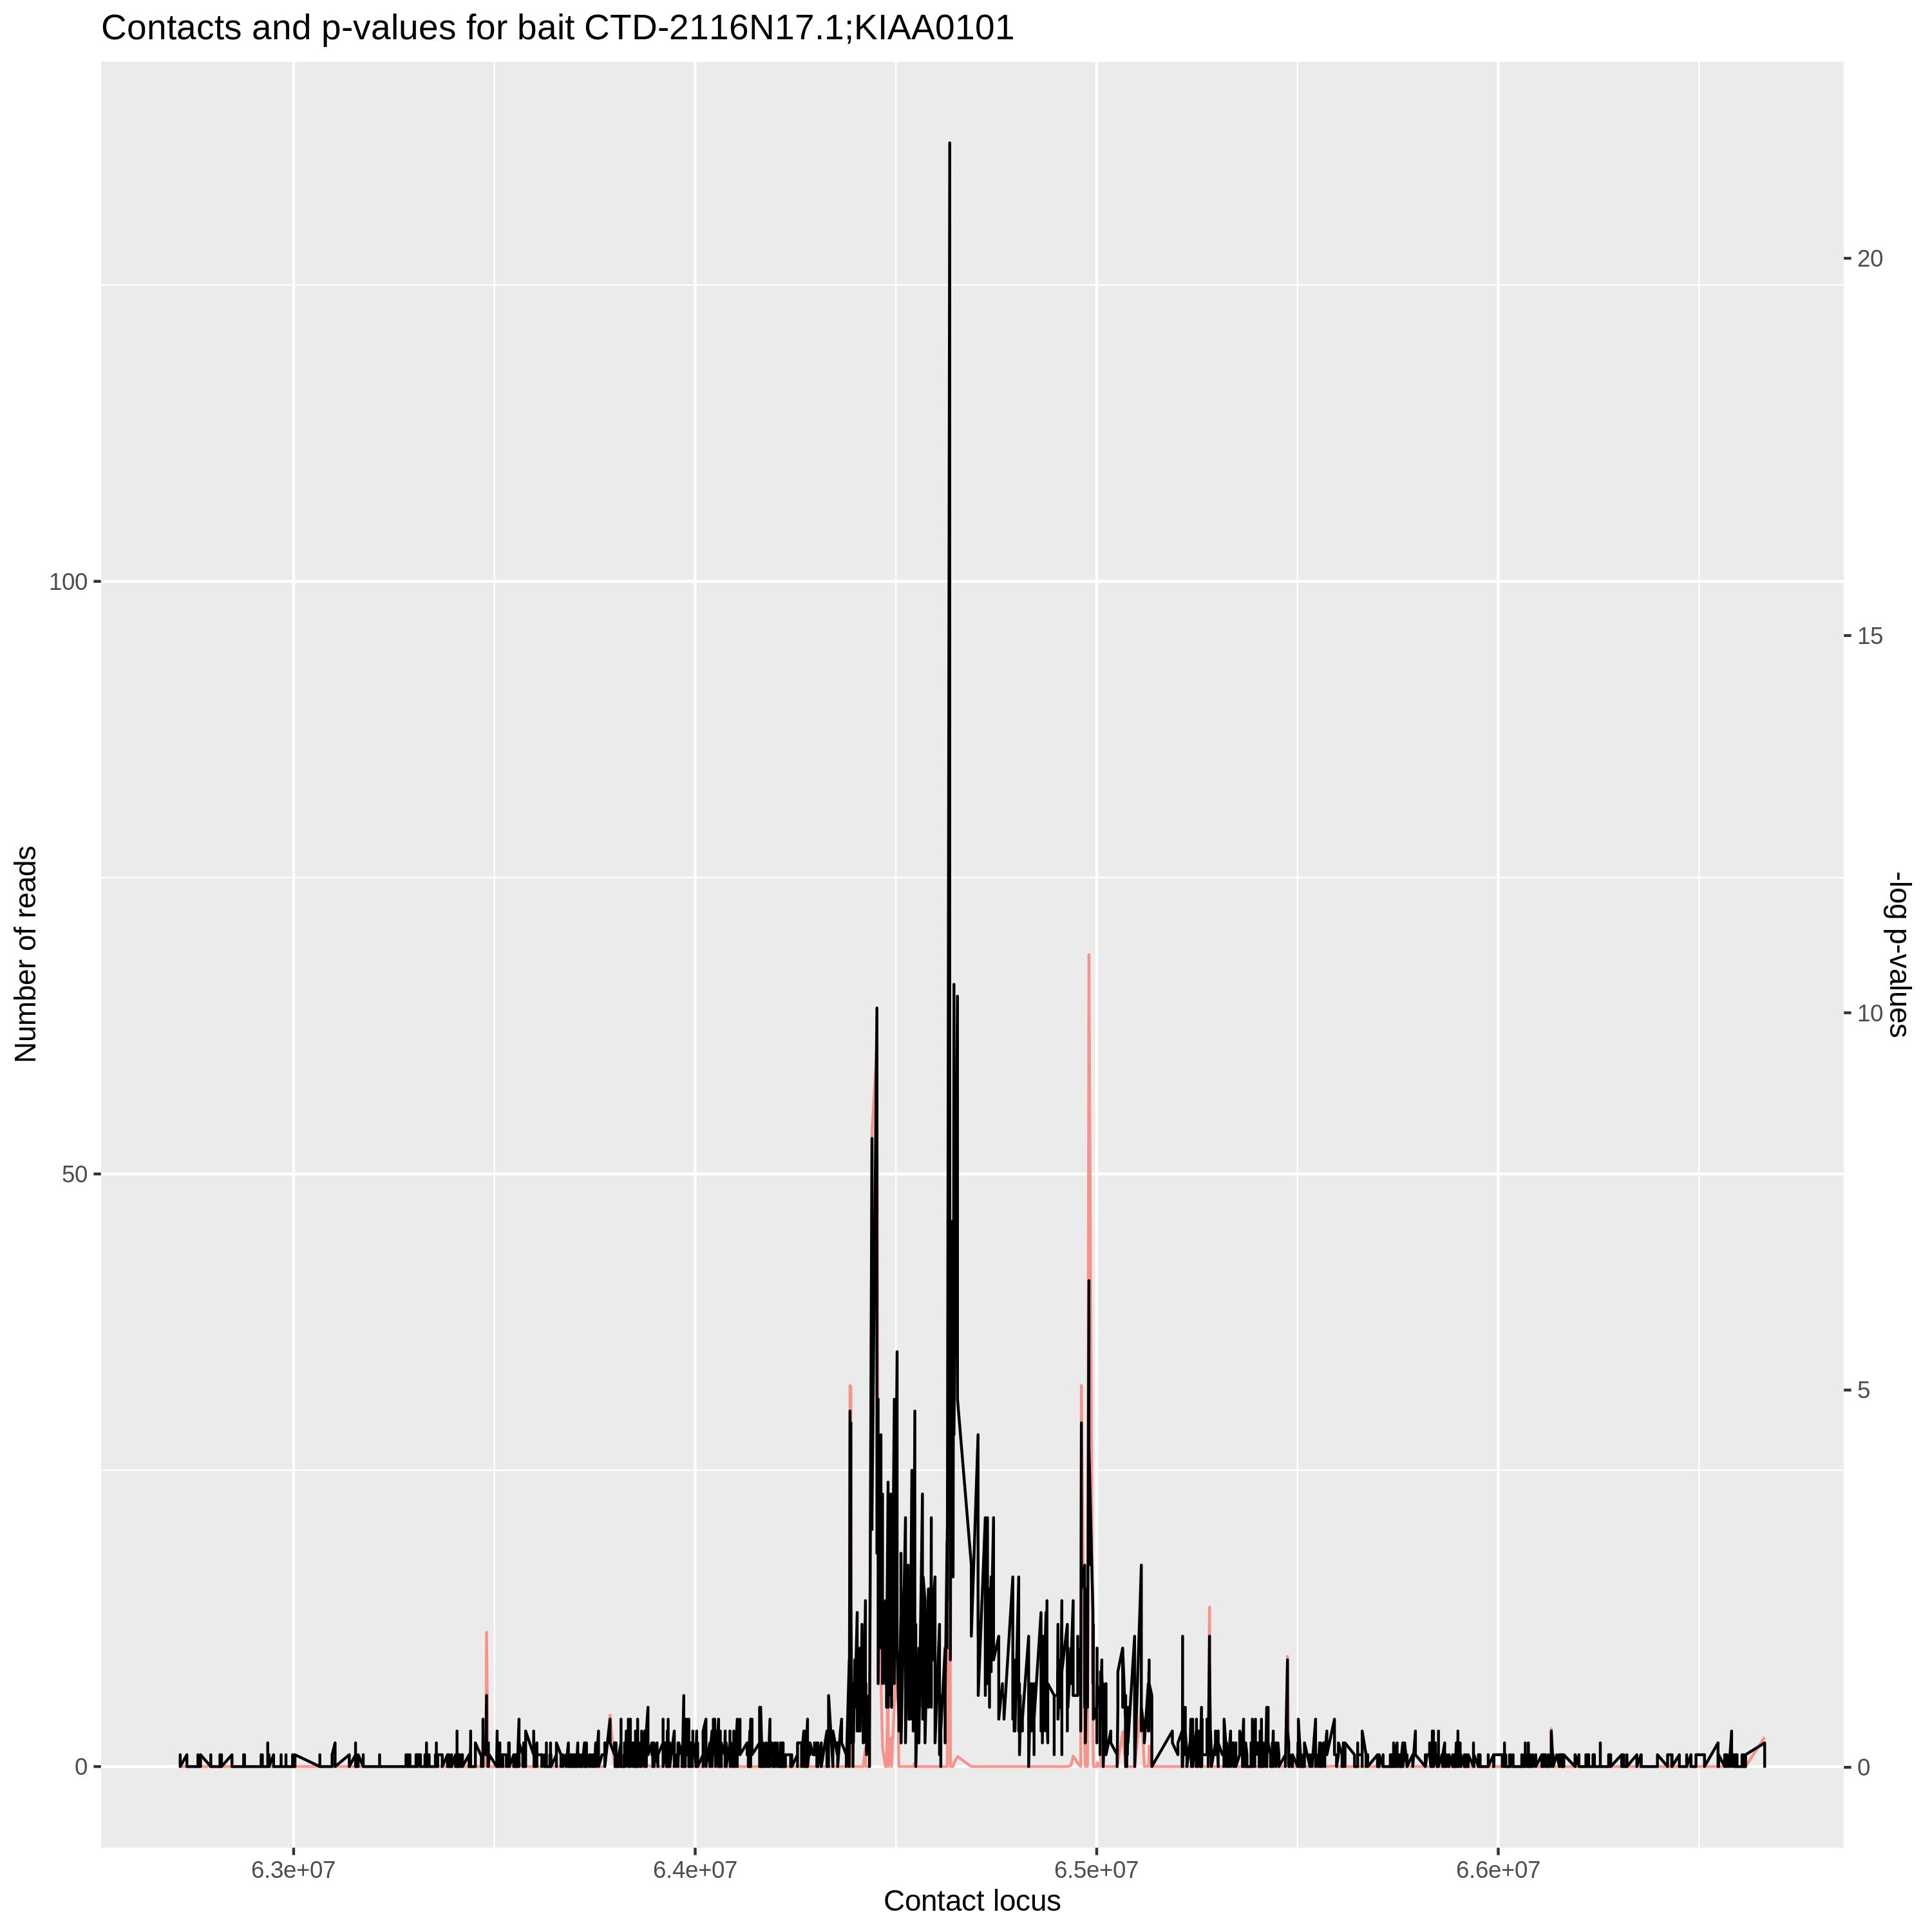 Contacts and p-values for bait CTD-2116N17.1;KIAA0101
Number of reads
100
50
0
20
15
10
5
0
-log p-values
6.3e+07
6.4e+07
6.5e+07
6.6e+07
Contact locus